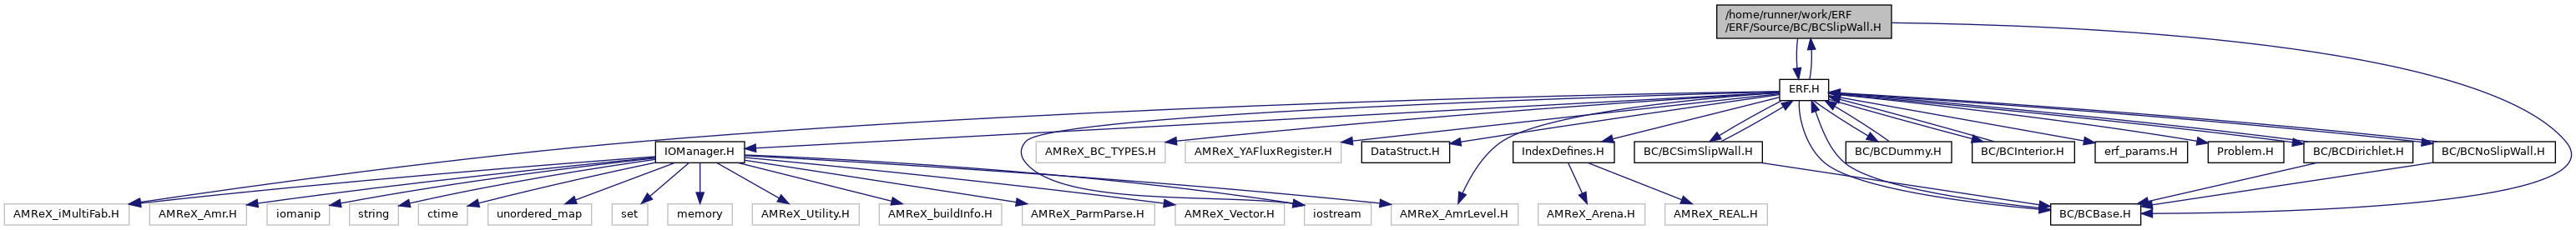 /home/runner/work/ERF
/ERF/Source/BC/BCSlipWall.H
ERF.H
IOManager.H
AMReX_BC_TYPES.H
AMReX_YAFluxRegister.H
DataStruct.H
IndexDefines.H
BC/BCSimSlipWall.H
BC/BCDummy.H
BC/BCInterior.H
erf_params.H
Problem.H
BC/BCDirichlet.H
BC/BCNoSlipWall.H
AMReX_iMultiFab.H
AMReX_Amr.H
iomanip
string
ctime
unordered_map
set
memory
AMReX_Utility.H
AMReX_buildInfo.H
AMReX_ParmParse.H
AMReX_Vector.H
iostream
AMReX_AmrLevel.H
AMReX_Arena.H
AMReX_REAL.H
BC/BCBase.H